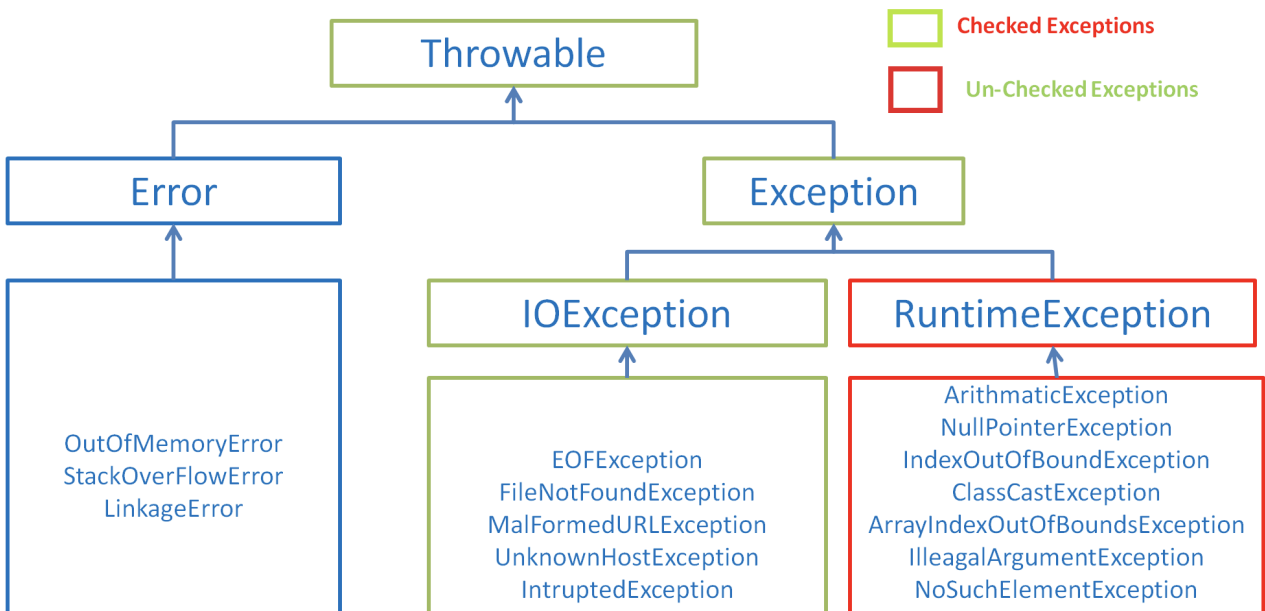 Throwable
Checked Exceptions
Un-Checked Exceptions
Error
Exception
IOException
RuntimeException
OutOfMemoryError
StackOverFlowError
LinkageError
EOFException
FileNotFoundException
MalFormedURLException
UnknownHostException
IntruptedException
ArithmaticException
NullPointerException
IndexOutOfBoundException
ClassCastException
ArrayIndexOutOfBoundsException
IlleagalArgumentException
NoSuchElementException